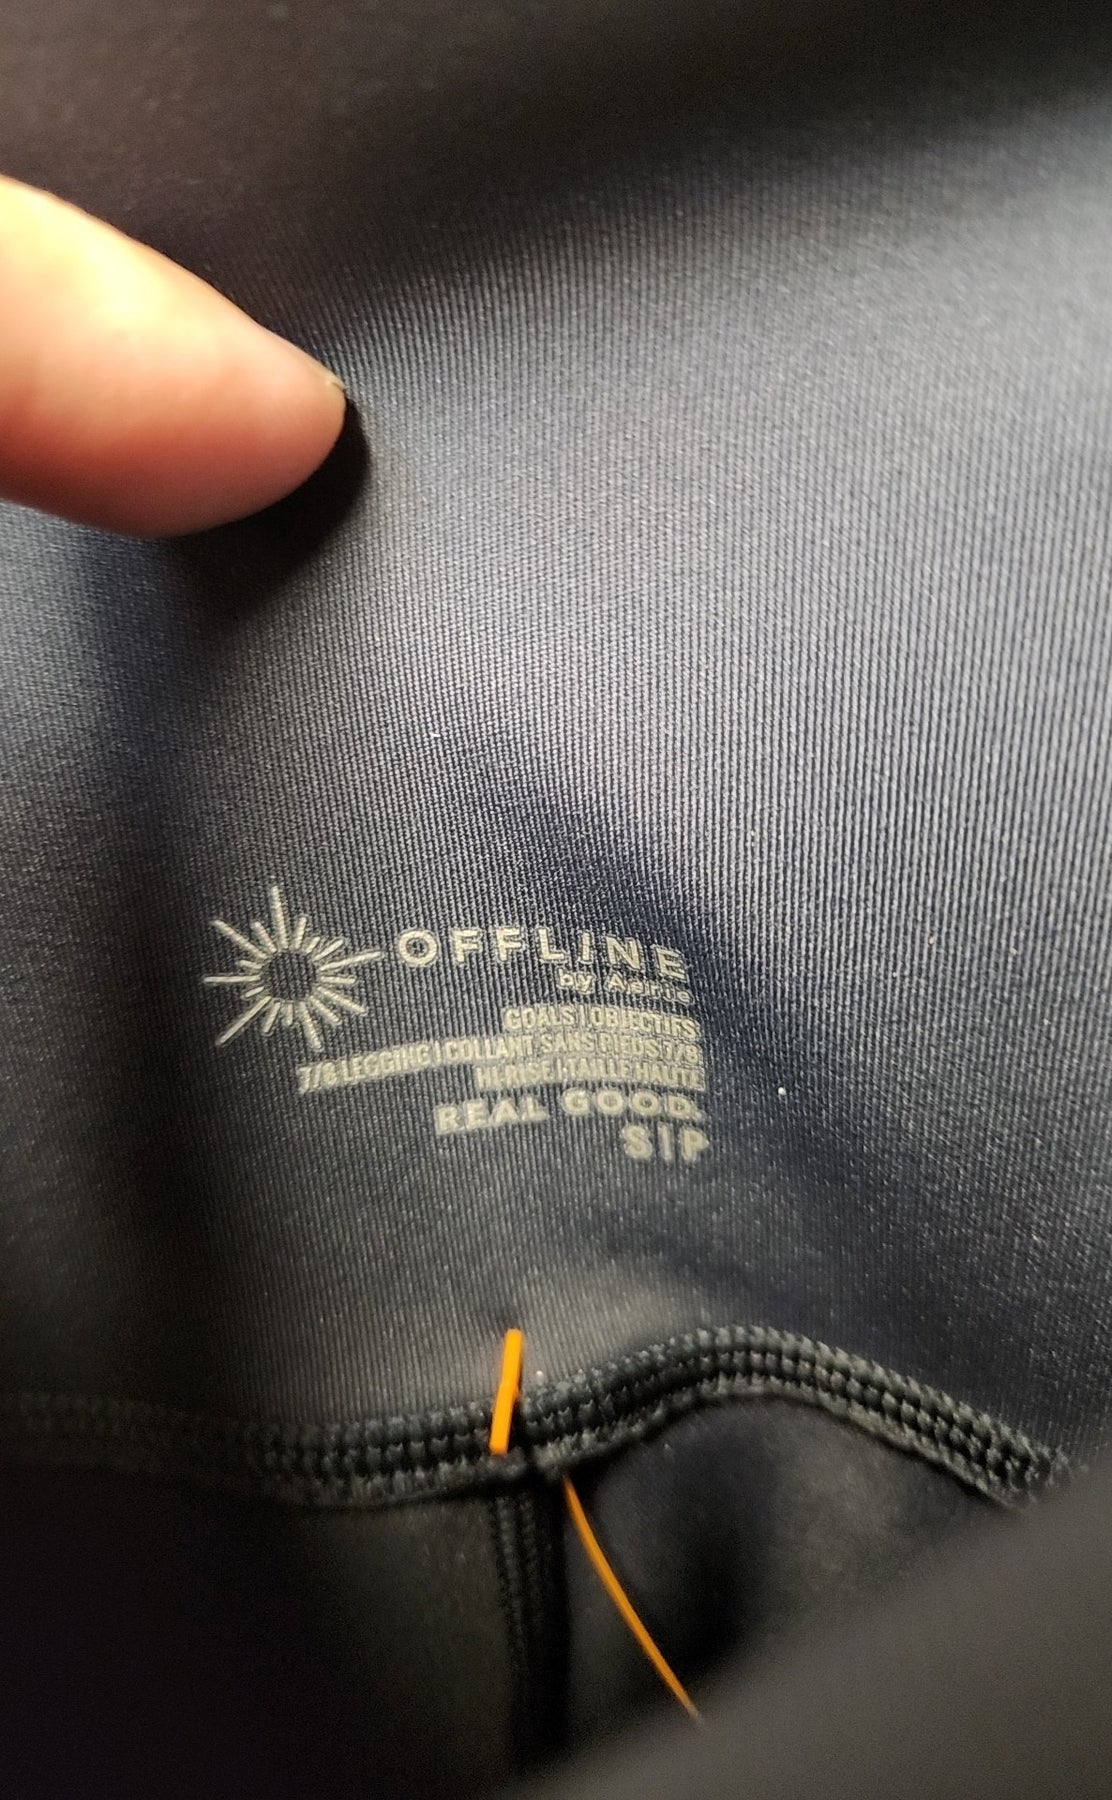 OFFLINE
by Aerie
GOALS | OBJECTIFS
7/8 LEGGING | COLLANT SANS PIEDS 7/8
HI-RISE | TAILLE HAUTE
REAL GOOD.
S | P